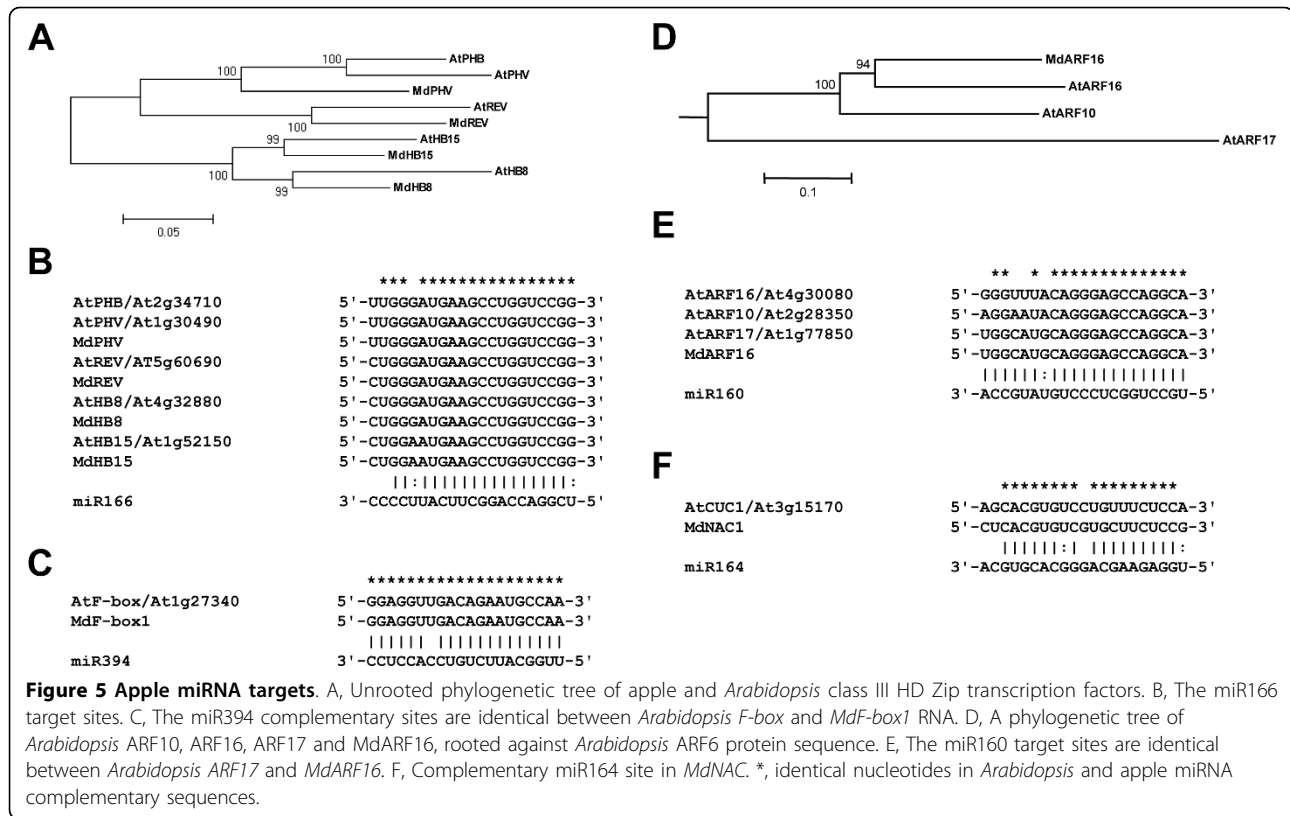 A
AtPHB
100
AtPHV
100
MdPHV
AtREV
MdREV
100
AtHB15
99
MdHB15
100
AtHB8
99
MdHB8
0.05
B
*** ****************
AtPHB/At2g34710 5'-UUGGGAUGAAGCCUGGUCCGG-3'
AtPHV/At1g30490 5'-UUGGGAUGAAGCCUGGUCCGG-3'
MdPHV 5'-UUGGGAUGAAGCCUGGUCCGG-3'
AtREV/AT5g60690 5'-CUGGGAUGAAGCCUGGUCCGG-3'
MdREV 5'-CUGGGAUGAAGCCUGGUCCGG-3'
AtHB8/At4g32880 5'-CUGGGAUGAAGCCUGGUCCGG-3'
MdHB8 5'-CUGGGAUGAAGCCUGGUCCGG-3'
AtHB15/At1g52150 5'-CUGGAAUGAAGCCUGGUCCGG-3'
MdHB15 5'-CUGGAAUGAAGCCUGGUCCGG-3'
||:|||||||||||||||:
miR166 3'-CCCCUUACUUCGGACCAGGCU-5'
C
********************
AtF-box/At1g27340 5'-GGAGGUUGACAGAAUGCCAA-3'
MdF-box1 5'-GGAGGUUGACAGAAUGCCAA-3'
|||||| |||||||||||||
miR394 3'-CCUCCACCUGUCUUACGGUU-5'
D
MdARF16
94
AtARF16
100
AtARF10
AtARF17
0.1
E
** * **************
AtARF16/At4g30080 5'-GGGUUUACAGGGAGCCAGGCA-3'
AtARF10/At2g28350 5'-AGGAAUACAGGGAGCCAGGCA-3'
AtARF17/At1g77850 5'-UGGCAUGCAGGGAGCCAGGCA-3'
MdARF16 5'-UGGCAUGCAGGGAGCCAGGCA-3'
||||||:||||||||||||||
miR160 3'-ACCGUAUGUCCCUCGGUCCGU-5'
F
******** *********
AtCUC1/At3g15170 5'-AGCACGUGUCCUGUUUCUCCA-3'
MdNAC1 5'-CUCACGUGUCGUGCUUCUCCG-3'
||||||:| |||||||||:
miR164 3'-ACGUGCACGGGACGAAGAGGU-5'
Figure 5 Apple miRNA targets. A, Unrooted phylogenetic tree of apple and Arabidopsis class III HD Zip transcription factors. B, The miR166
target sites. C, The miR394 complementary sites are identical between Arabidopsis F-box and MdF-box1 RNA. D, A phylogenetic tree of
Arabidopsis ARF10, ARF16, ARF17 and MdARF16, rooted against Arabidopsis ARF6 protein sequence. E, The miR160 target sites are identical
between Arabidopsis ARF17 and MdARF16. F, Complementary miR164 site in MdNAC. *, identical nucleotides in Arabidopsis and apple miRNA
complementary sequences.